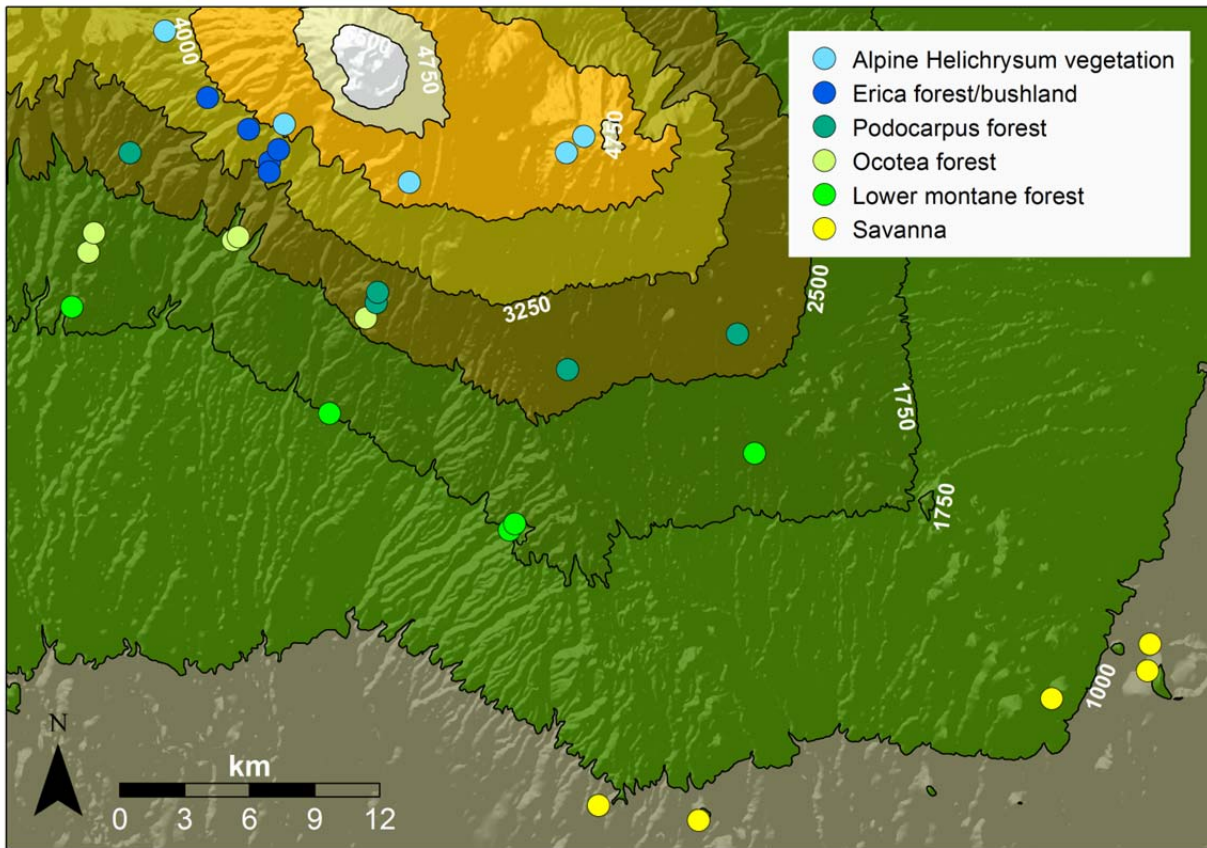 4000
5500
4750
4750
Alpine Helichrysum vegetation
Erica forest/bushland
Podocarpus forest
Ocotea forest
Lower montane forest
Savanna
3250
2500
1750
1750
1000
N
km
0 3 6 9 12